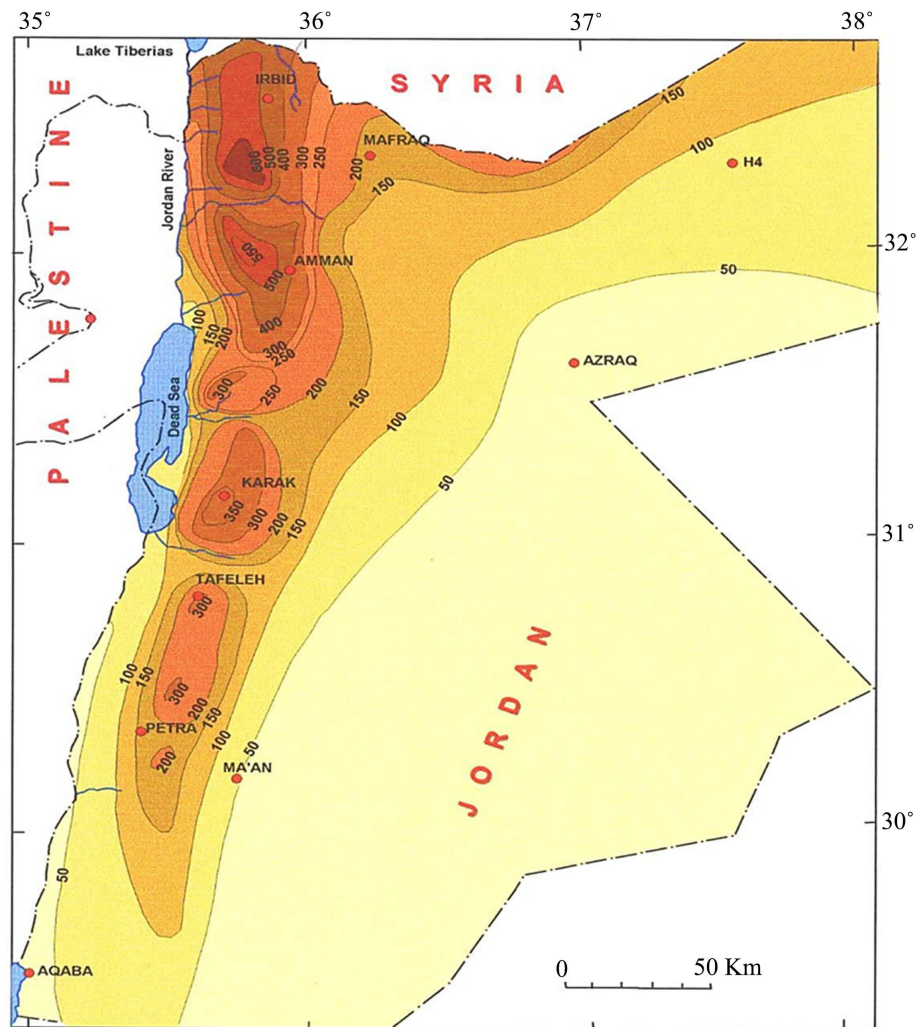 35° 36° 37° 38°
Lake Tiberias
SYRIA
PALESTINE
IRBID
150
MAFRAQ
100
H4
600 500 400 300 250 200
150
Jordan River
32°
550
AMMAN
500
50
100
150
200
400
300
250
AZRAQ
300
250
200
150
100
Dead Sea
50
KARAK
350
300
200
150
31°
TAFELEH
300
JORDAN
100
150
300
200
150
100
50
PETRA
200
MA'AN
30°
50
AQABA
0 50 Km